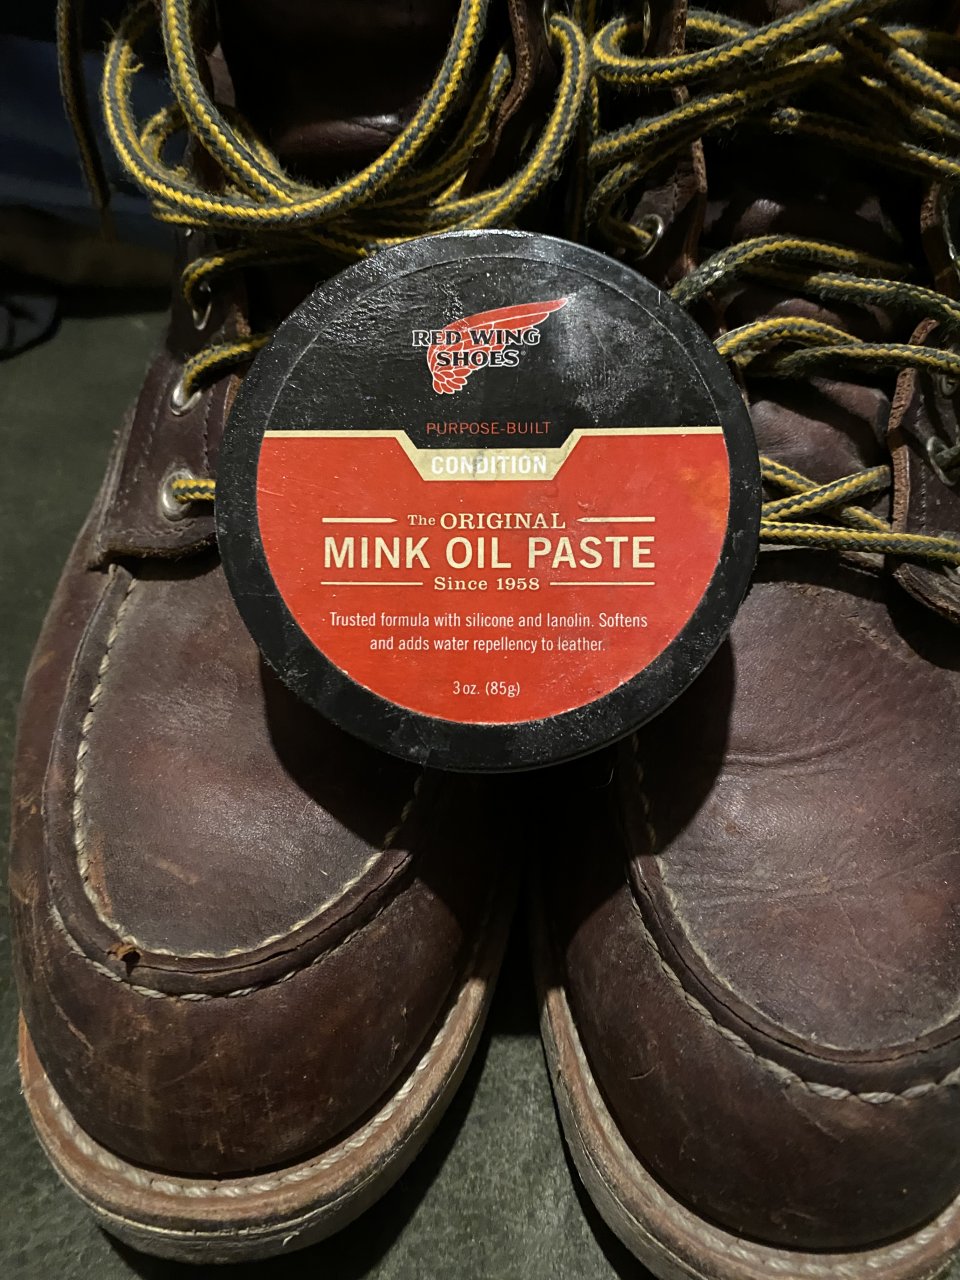 RED WING
SHOES
PURPOSE-BUILT
CONDITION
The ORIGINAL
MINK OIL PASTE
Since 1958
Trusted formula with silicone and lanolin. Softens
and adds water repellency to leather.
3 oz. (85g)